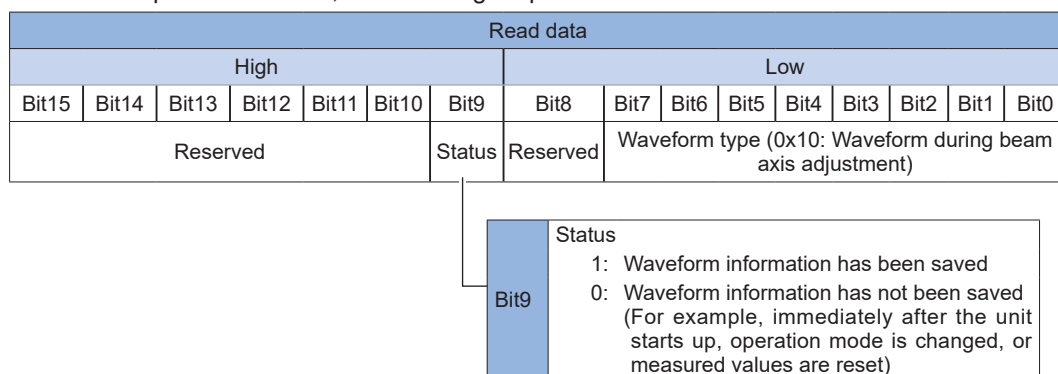 Read data
High Low
Bit15 Bit14 Bit13 Bit12 Bit11 Bit10 Bit9 Bit8 Bit7 Bit6 Bit5 Bit4 Bit3 Bit2 Bit1 Bit0
Reserved Status Reserved Waveform type (0x10: Waveform during beam
axis adjustment)
Status
1: Waveform information has been saved
Bit9 0: Waveform information has not been saved
(For example, immediately after the unit
starts up, operation mode is changed, or
measured values are reset)